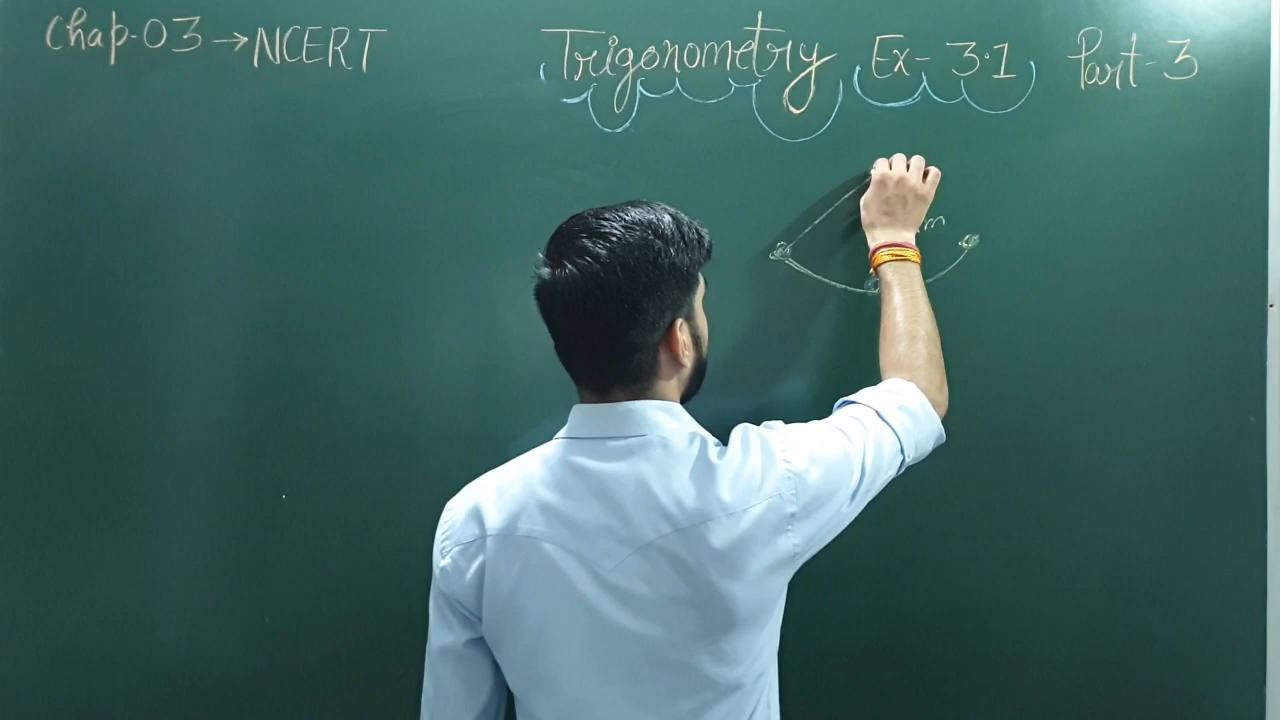 Chap-03 → NCERT
Trigonometry Ex- 3.1 Part-3
m